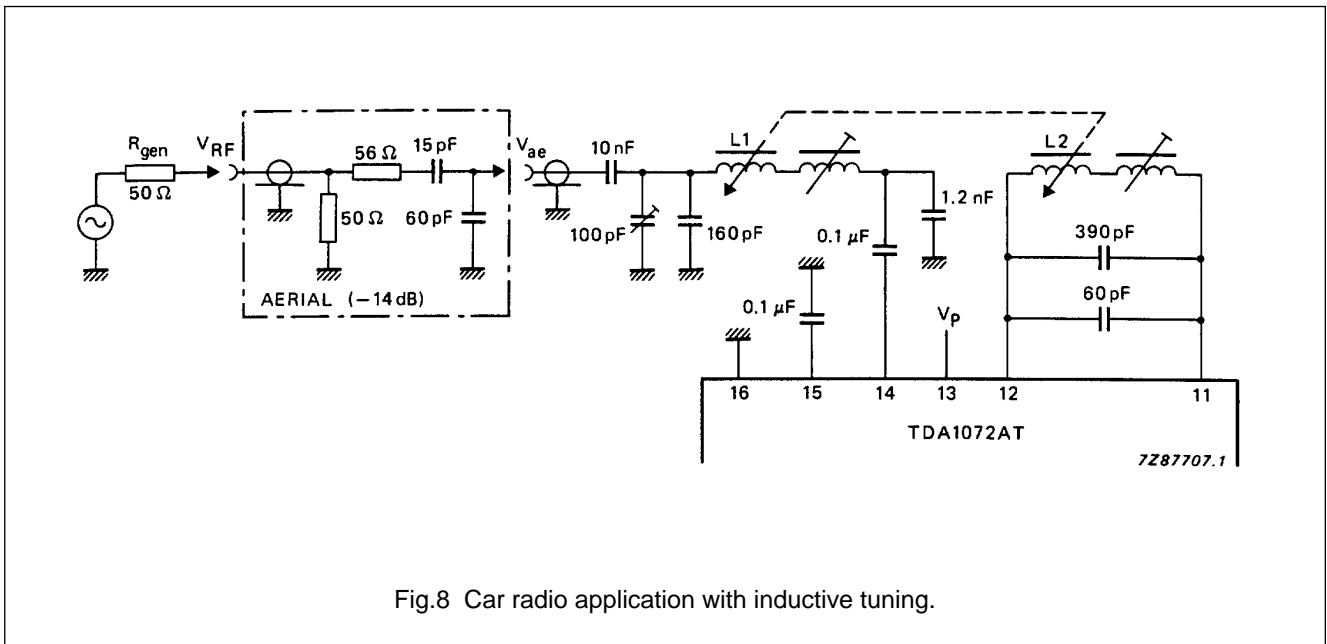 R_gen
50 Ω
V_RF
50 Ω
56 Ω
15 pF
60 pF
AERIAL (−14 dB)
V_ae
10 nF
100 pF
160 pF
L1
1.2 nF
0.1 μF
0.1 μF
V_P
L2
390 pF
60 pF
16 15 14 13 12 11
TDA1072AT
7Z87707.1
Fig.8 Car radio application with inductive tuning.